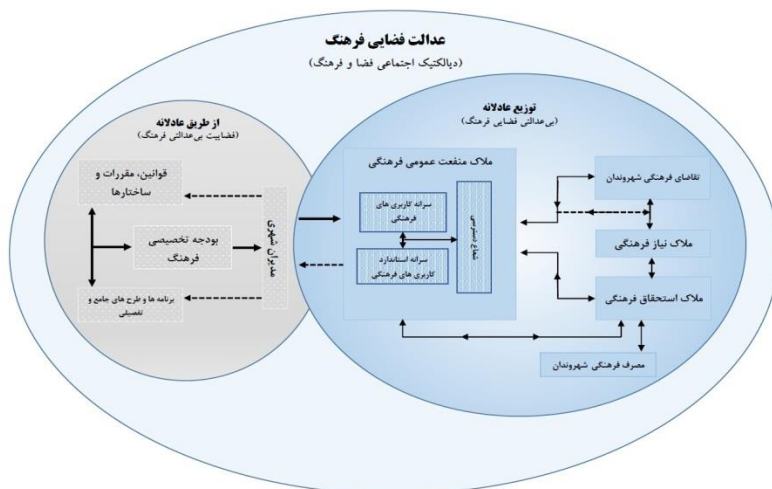 عدالت فضایی فرهنگ
(دیالکتیک اجتماعی فضا و فرهنگ)
توزیع عادلانه
(بی‌عدالتی فضایی فرهنگ)
ملاک منفعت عمومی فرهنگی
سرانه کاربری های
فرهنگی
سرانه استاندارد
کاربری های فرهنگی
شعاع دسترسی
تقاضای فرهنگی شهروندان
ملاک نیاز فرهنگی
ملاک استحقاق فرهنگی
مصرف فرهنگی شهروندان
از طریق عادلانه
(فضاییت بی‌عدالتی فرهنگ)
قوانین، مقررات و
ساختارها
بودجه تخصیصی
فرهنگ
برنامه ها و طرح های جامع و
تفصیلی
مدیران شهری